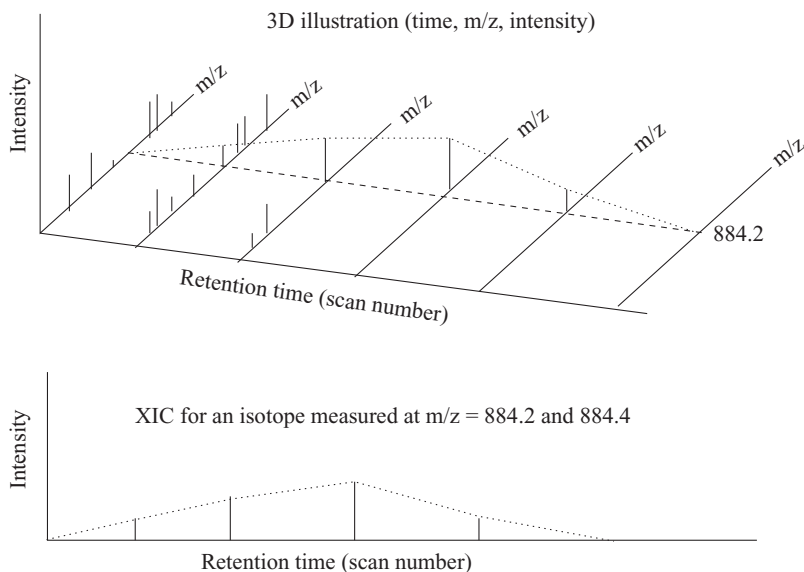 3D illustration (time, m/z, intensity)
Intensity
m/z
m/z
m/z
m/z
m/z
m/z
884.2
Retention time (scan number)
XIC for an isotope measured at m/z = 884.2 and 884.4
Intensity
Retention time (scan number)